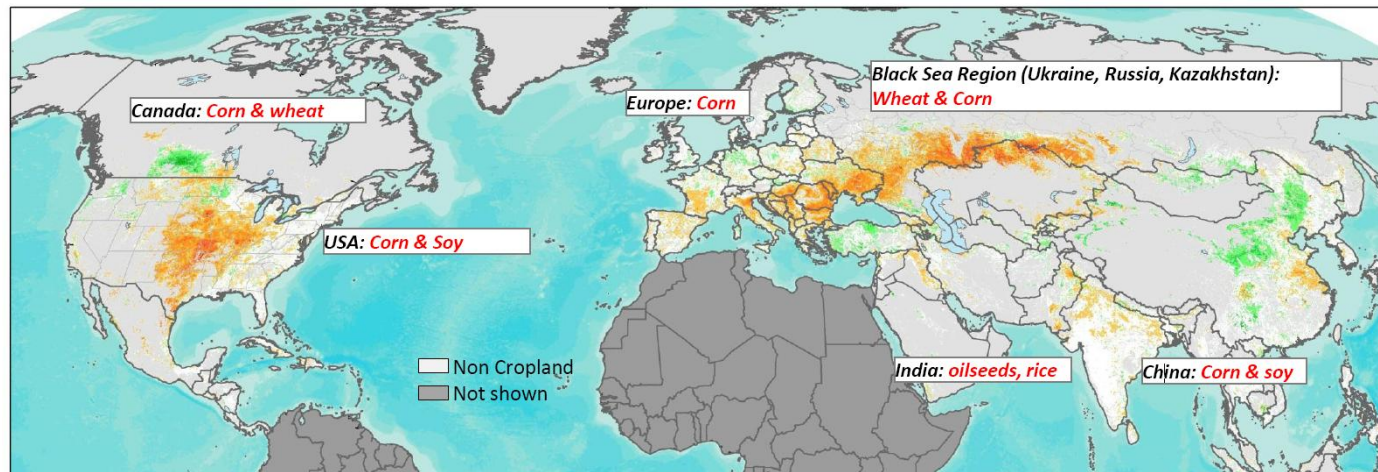 Black Sea Region (Ukraine, Russia, Kazakhstan):
Wheat & Corn
Canada: Corn & wheat
Europe: Corn
USA: Corn & Soy
Non Cropland
Not shown
India: oilseeds, rice
China: Corn & soy